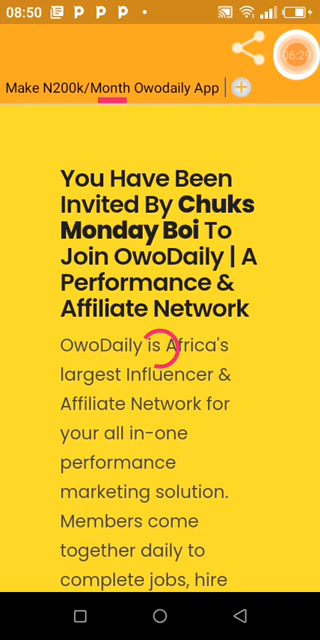 08:50
06:29
Make N200k/Month Owodaily App
You Have Been
Invited By Chuks
Monday Boi To
Join OwoDaily | A
Performance &
Affiliate Network
OwoDaily is Africa's
largest Influencer &
Affiliate Network for
your all in-one
performance
marketing solution.
Members come
together daily to
complete jobs, hire